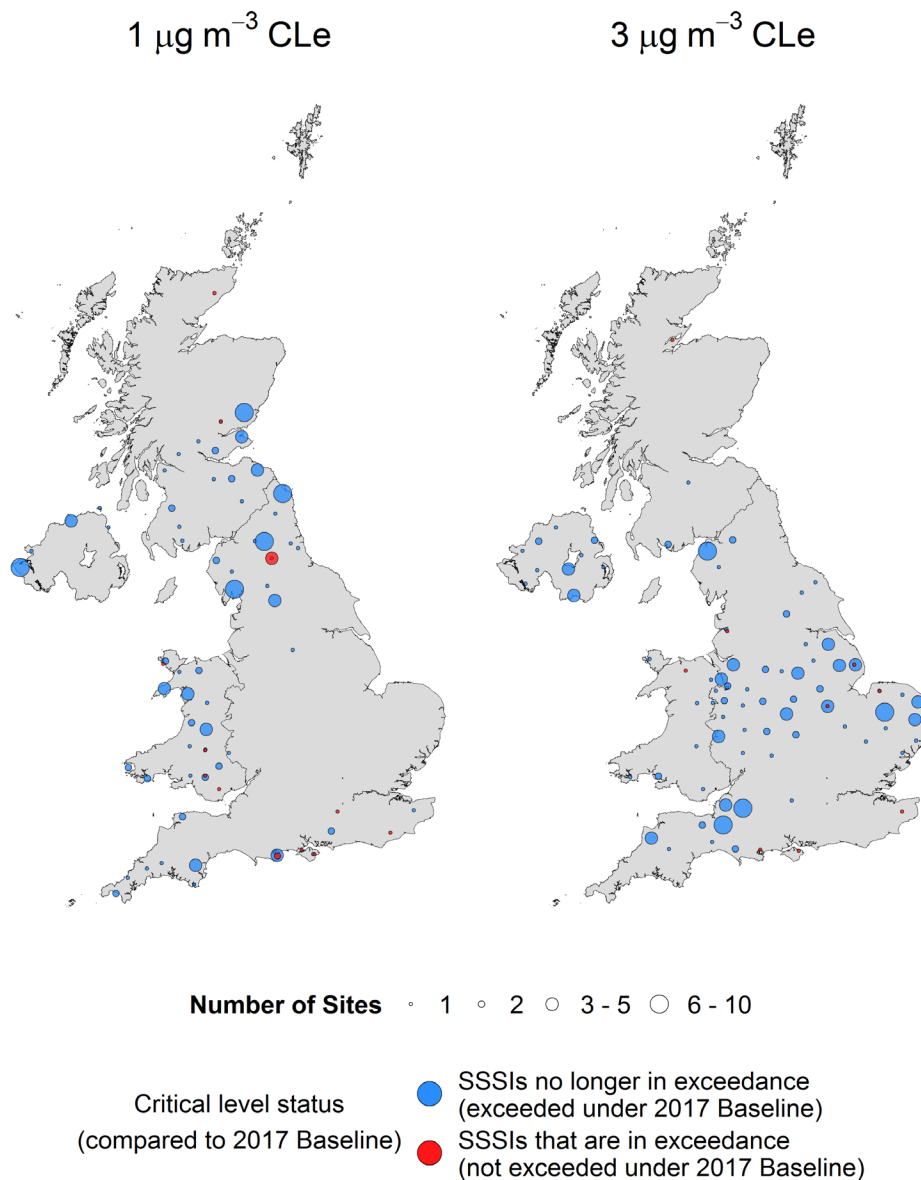 1 μg m⁻³ CLe
3 μg m⁻³ CLe
Number of Sites 1 2 3 - 5 6 - 10
Critical level status
(compared to 2017 Baseline)
SSSIs no longer in exceedance
(exceeded under 2017 Baseline)
SSSIs that are in exceedance
(not exceeded under 2017 Baseline)